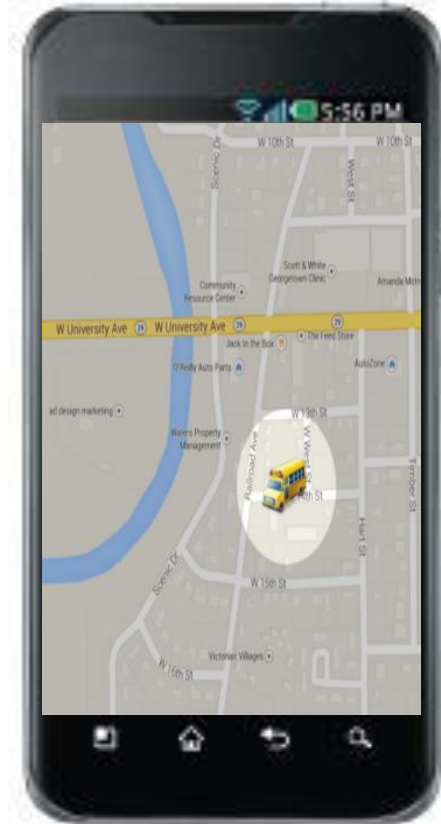 5:56 PM
W 10th St
W 10th St
Scenic Dr
West St
Scott & White
Georgetown Clinic
Community
Resource Center
Amanda McIn
W University Ave 29 W University Ave 29
29
The Feed Store
Jack in the Box
O'Reilly Auto Parts
AutoZone
ad design marketing
W 13th St
Waters Property
Management
Railroad Ave
W West St
Timber St
Hart St
Scenic Dr
W 15th St
Victorian Villages
W 16th St